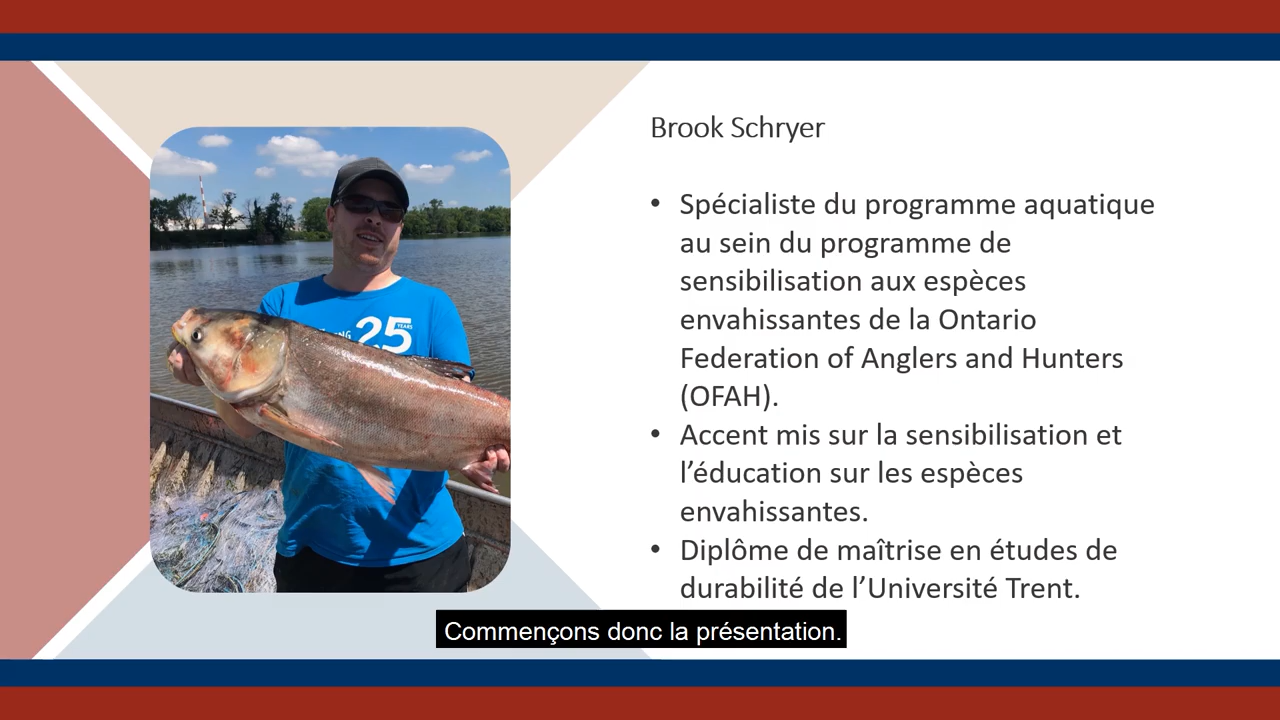 Brook Schryer
• Spécialiste du programme aquatique
au sein du programme de
sensibilisation aux espèces
envahissantes de la Ontario
Federation of Anglers and Hunters
(OFAH).
• Accent mis sur la sensibilisation et
l’éducation sur les espèces
envahissantes.
• Diplôme de maîtrise en études de
durabilité de l’Université Trent.
25
YEARS
Commençons donc la présentation.